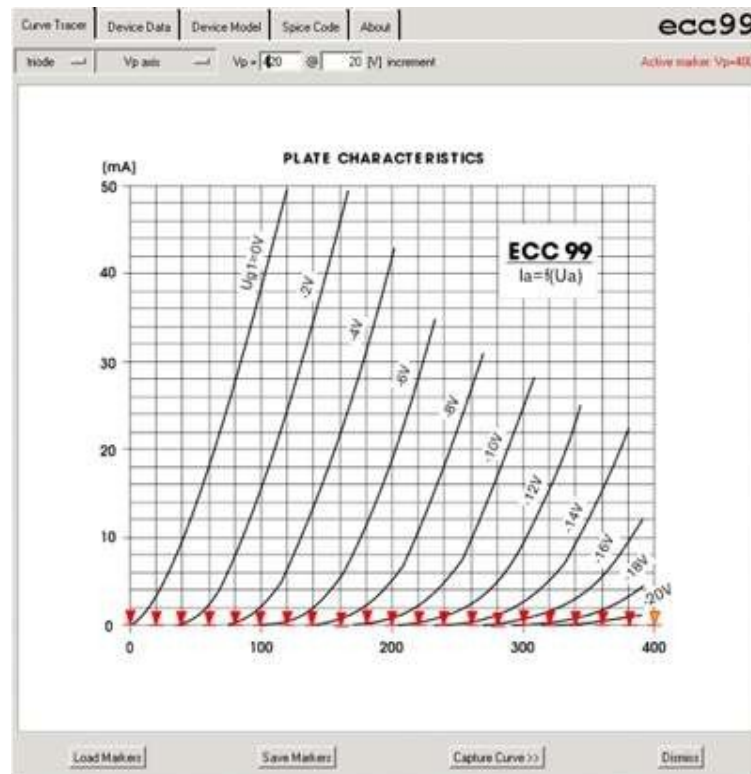 Curve Tracer Device Data Device Model Spice Code About ecc99
triode Vp axis Vp = 420 @ 20 [V] increment Active marker: Vp=400
PLATE CHARACTERISTICS
[mA]
50
Ug1=0V
-2V
ECC 99
Ia=f(Ua)
40
-4V
-6V
30
-8V
-10V
20
-12V
-14V
10
-16V
-18V
-20V
0
0 100 200 300 400
Load Markers Save Markers Capture Curve >> Dismiss